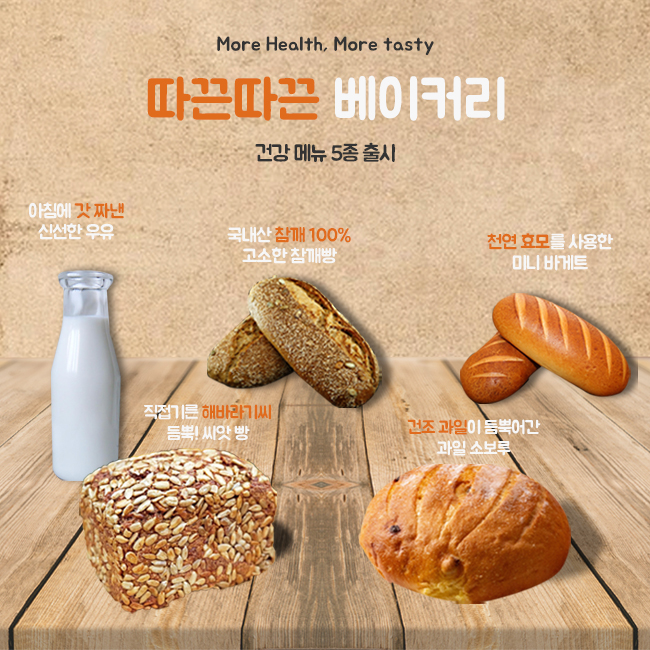 More Health, More tasty
따끈따끈 베이커리
건강 메뉴 5종 출시
아침에 갓 짜낸
신선한 우유
국내산 참깨 100%
고소한 참깨빵
천연 효모를 사용한
미니 바게트
직접기른 해바라기씨
듬뿍! 씨앗 빵
건조 과일이 듬뿍어간
과일 소보루